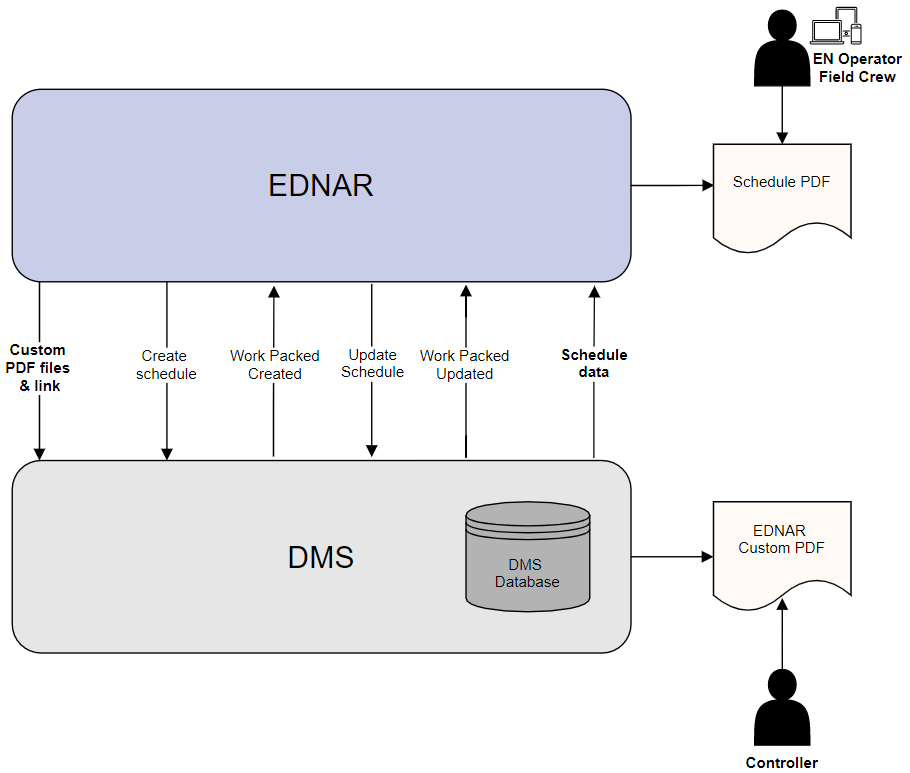 EN Operator
Field Crew
EDNAR
Schedule PDF
Custom
PDF files
& link
Create
schedule
Work Packed
Created
Update
Schedule
Work Packed
Updated
Schedule
data
DMS
DMS
Database
EDNAR
Custom PDF
Controller